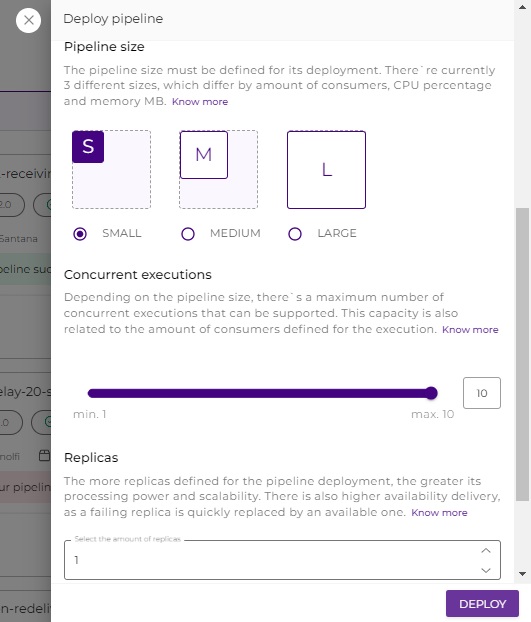 Deploy pipeline
Pipeline size
The pipeline size must be defined for its deployment. There`re currently
3 different sizes, which differ by amount of consumers, CPU percentage
and memory MB. Know more
S
M
L
SMALL
MEDIUM
LARGE
Concurrent executions
Depending on the pipeline size, there`s a maximum number of
concurrent executions that can be supported. This capacity is also
related to the amount of consumers defined for the execution. Know more
10
min. 1
max. 10
Replicas
The more replicas defined for the pipeline deployment, the greater its
processing power and scalability. There is also higher availability delivery,
as a failing replica is quickly replaced by an available one. Know more
Select the amount of replicas
1
DEPLOY
-receivin
2.0
Santana
peline suc
elay-20-s
.0
nolfi
ur pipelin
n-redeli